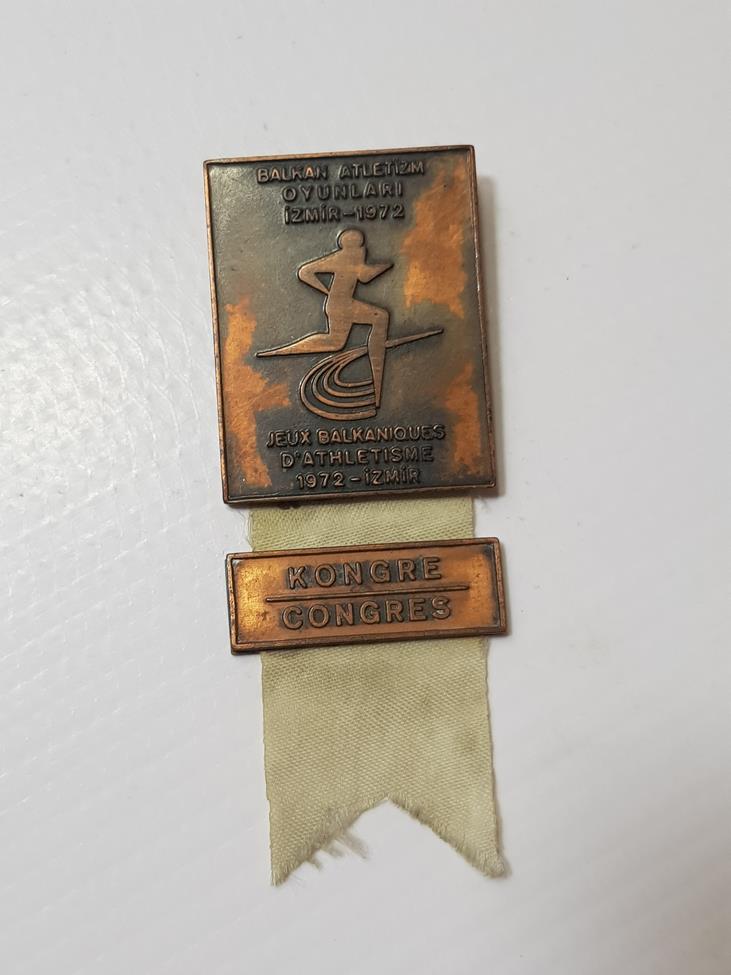 BALKAN ATLETİZM
OYUNLARI
İZMİR-1972
JEUX BALKANIQUES
D'ATHLETISME
1972-İZMİR
KONGRE
CONGRES